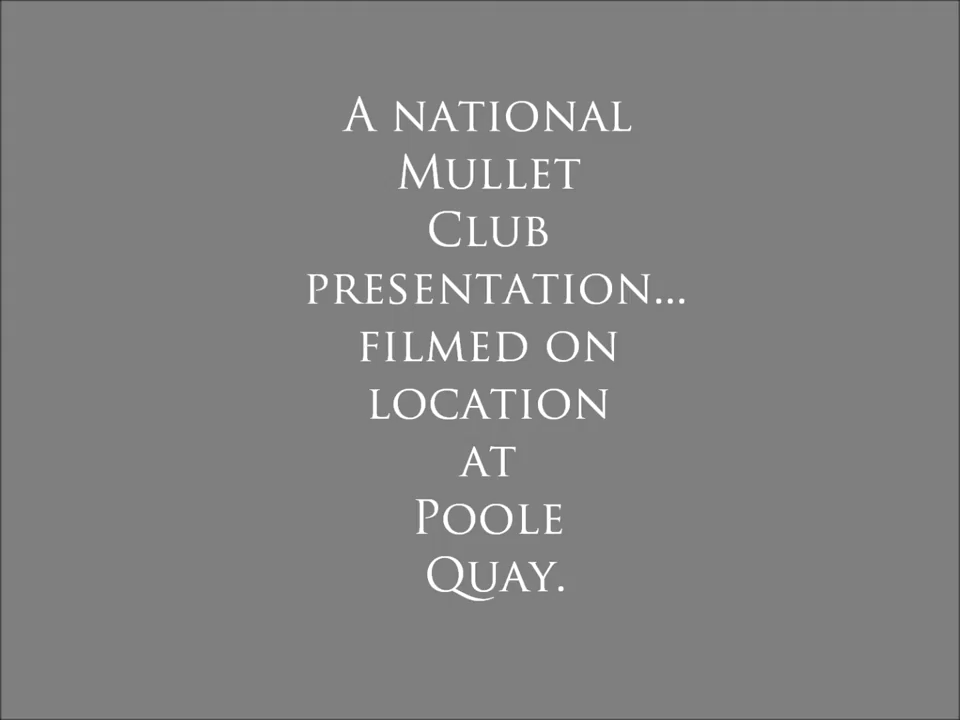 A national
Mullet
Club
presentation...
filmed on
location
at
Poole
Quay.